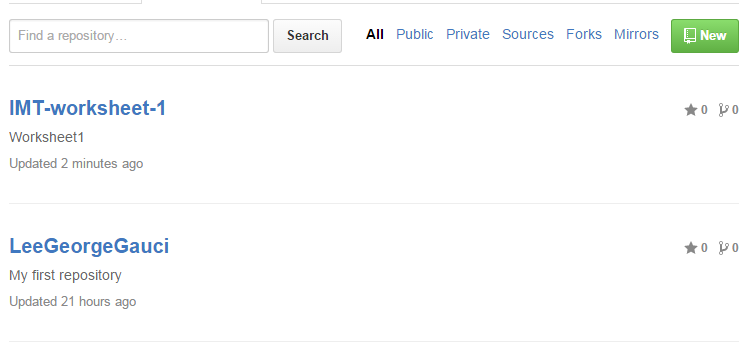 Find a repository... Search All Public Private Sources Forks Mirrors New
IMT-worksheet-1 0 0
Worksheet1
Updated 2 minutes ago
LeeGeorgeGauci 0 0
My first repository
Updated 21 hours ago